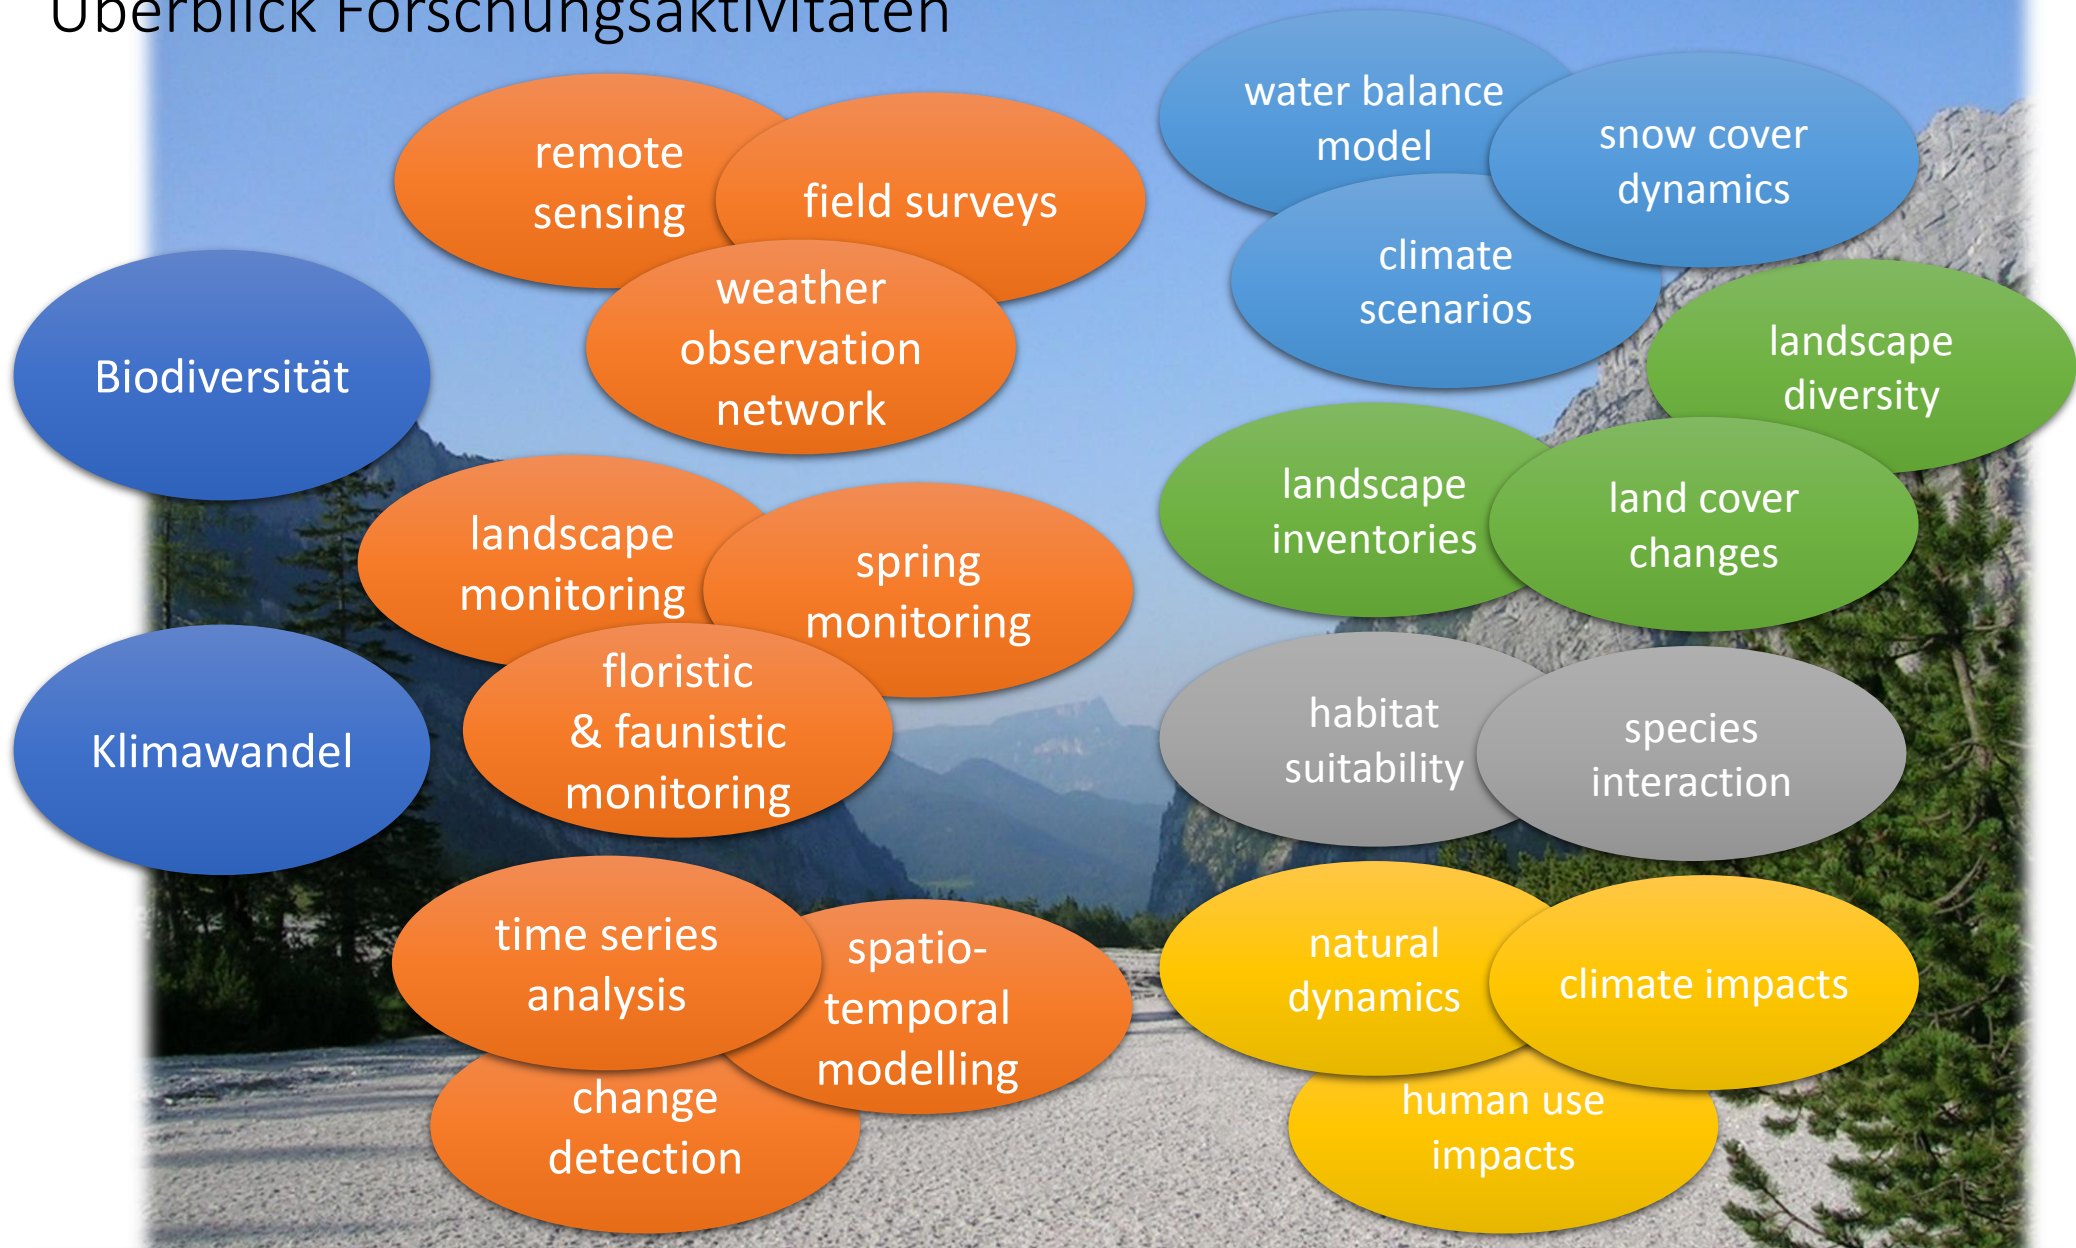 Überblick Forschungsaktivitäten
remote
sensing
field surveys
weather
observation
network
Biodiversität
landscape
monitoring
spring
monitoring
floristic
& faunistic
monitoring
Klimawandel
time series
analysis
spatio-
temporal
modelling
change
detection
water balance
model
snow cover
dynamics
climate
scenarios
landscape
diversity
landscape
inventories
land cover
changes
habitat
suitability
species
interaction
natural
dynamics
climate impacts
human use
impacts